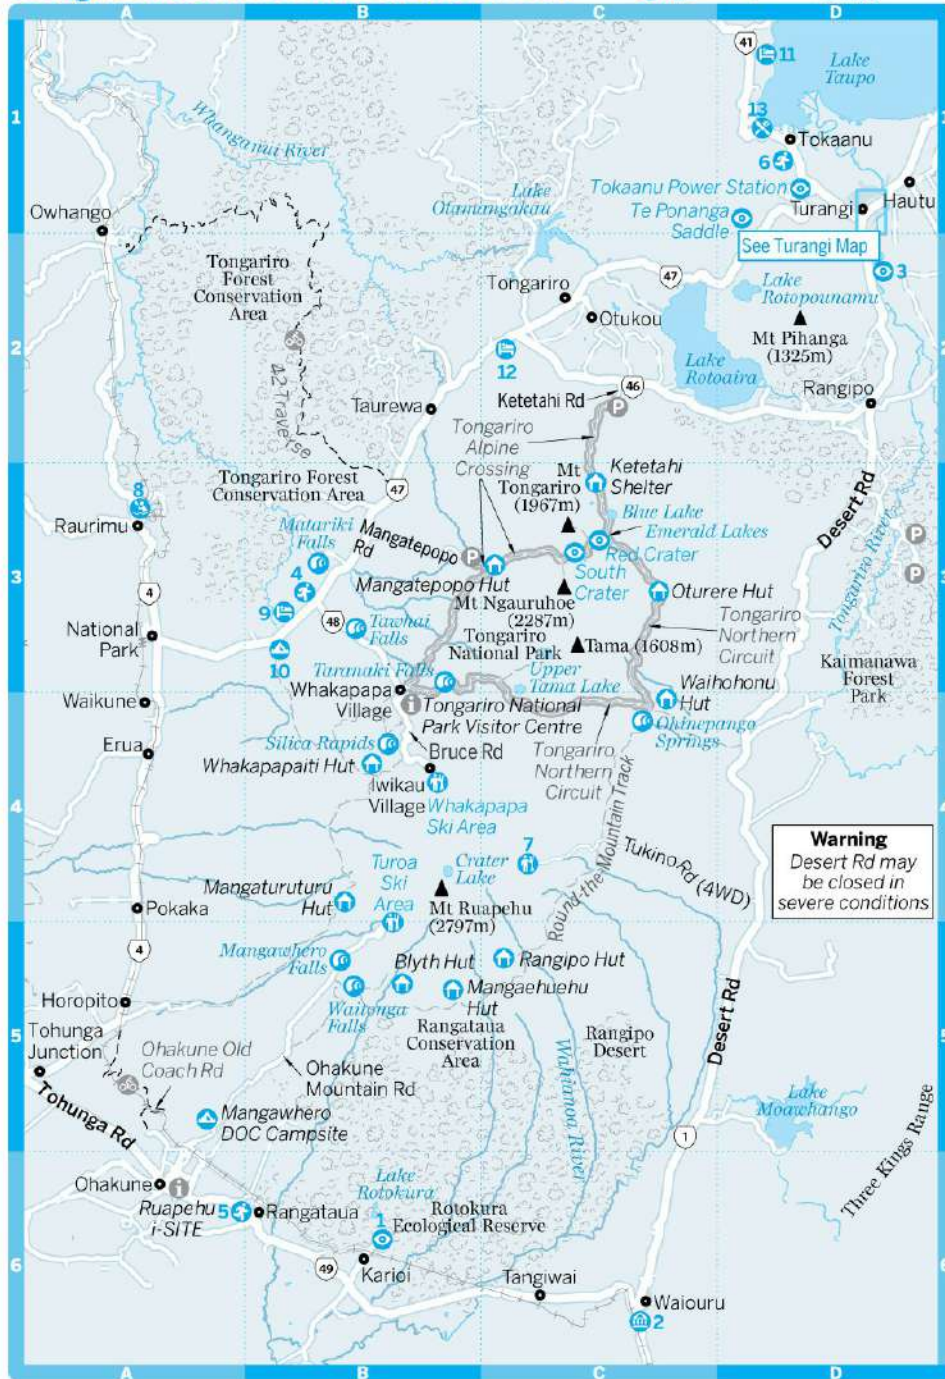 A
B
C
D
1
41
11
Lake
Taupo
13
Tokaanu
6
Whanganui River
Lake
Otamangakau
Tokaanu Power Station
Te Ponanga
Saddle
Turangi
Hautu
Owhango
See Turangi Map
3
Tongariro
Forest
Conservation
Area
47
Tongariro
Otukou
Lake
Rotopounamu
Mt Pihanga
(1325m)
2
42 Traverse
12
Lake
Rotoaira
Rangipo
46
Ketetahi Rd
P
Taurewa
Tongariro
Alpine
Crossing
Tongariro Forest
Conservation Area
47
Mt
Tongariro
(1967m)
Ketetahi
Shelter
8
Raurimu
Matariki
Falls
Mangatepopo
Rd
P
Blue Lake
Emerald Lakes
Red Crater
South
Crater
Desert Rd
Tongariro River
P
P
3
3
4
4
Mangatepopo Hut
Mt Ngauruhoe
(2287m)
Oturere Hut
9
48
Tawhai
Falls
National
Park
10
Tongariro
National Park
Tama (1608m)
Tongariro
Northern
Circuit
Kaimanawa
Forest
Park
Taranaki Falls
Upper
Tama Lake
Waihohonu
Hut
Waikune
Whakapapa
Village
Tongariro National
Park Visitor Centre
Ohinepango
Springs
Erua
Silica Rapids
Bruce Rd
Tongariro
Northern
Circuit
Whakapapaiti Hut
Iwikau
Village
Whakapapa
Ski Area
4
4
Round-the-Mountain Track
7
Tukino Rd (4WD)
Warning
Desert Rd may
be closed in
severe conditions
Turoa
Ski
Area
Crater
Lake
Mangaturuturu
Hut
Mt Ruapehu
(2797m)
Pokaka
4
Mangawhero
Falls
Blyth Hut
Rangipo Hut
Waitonga
Falls
Mangaehuehu
Hut
Horopito
Desert Rd
5
5
Tohunga
Junction
Rangataua
Conservation
Area
Rangipo
Desert
Ohakune Old
Coach Rd
Ohakune
Mountain Rd
Wahianoa River
Lake
Moawhango
Tohunga Rd
Mangawhero
DOC Campsite
1
Three Kings Range
Ohakune
Lake
Rotokura
Ruapehu
i-SITE
5
Rangataua
1
Rotokura
Ecological Reserve
6
49
Karioi
Tangiwai
Waiouru
2
A
B
C
D